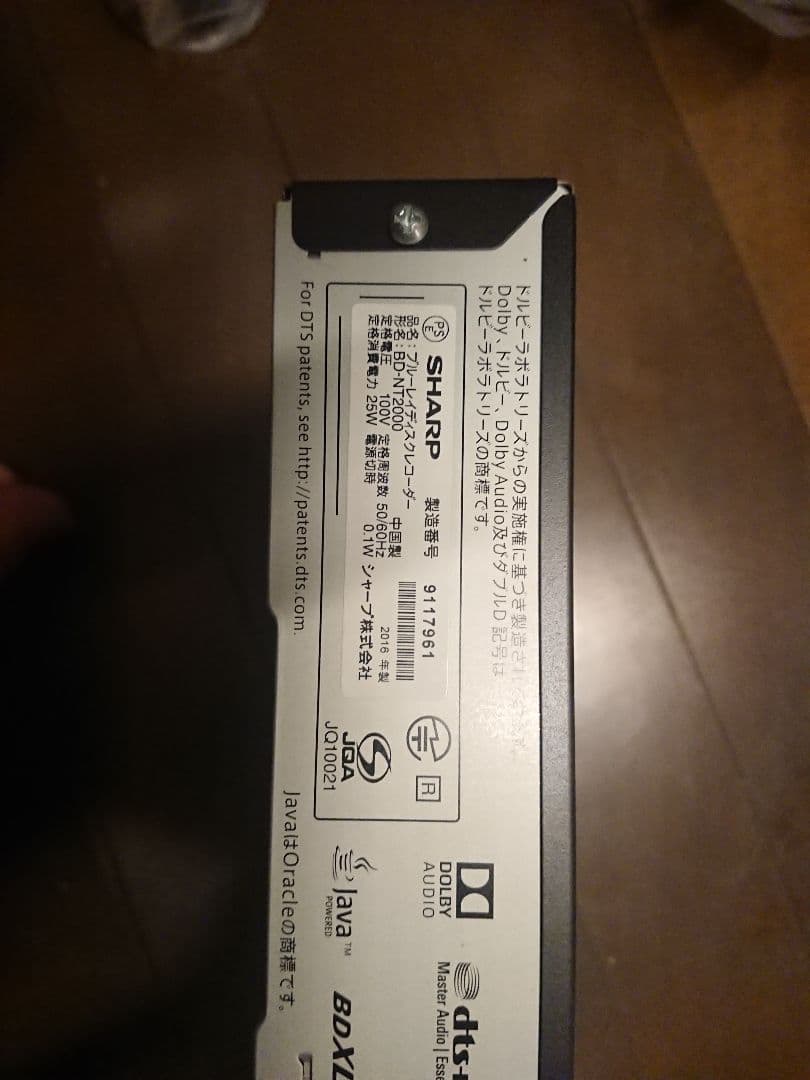 ドルビーラボラトリーズからの実施権に基づき製造さ
Dolby、ドルビー、Dolby Audio及びダブルD 記号は
ドルビーラボラトリーズの商標です。
PS
E
SHARP 製造番号 9117961
品名：ブルーレイディスクレコーダー
形名：BD-NT2000 中国製
定格電圧 100V 定格周波数 50/60Hz 2016 年製
定格消費電力 25W 電源切時 0.1W シャープ株式会社
R
JQA
JQ10021
For DTS patents, see http://patents.dts.com.
DOLBY
AUDIO
Java™
POWERED
JavaはOracleの商標です。
dts
Master Audio |
BDXL